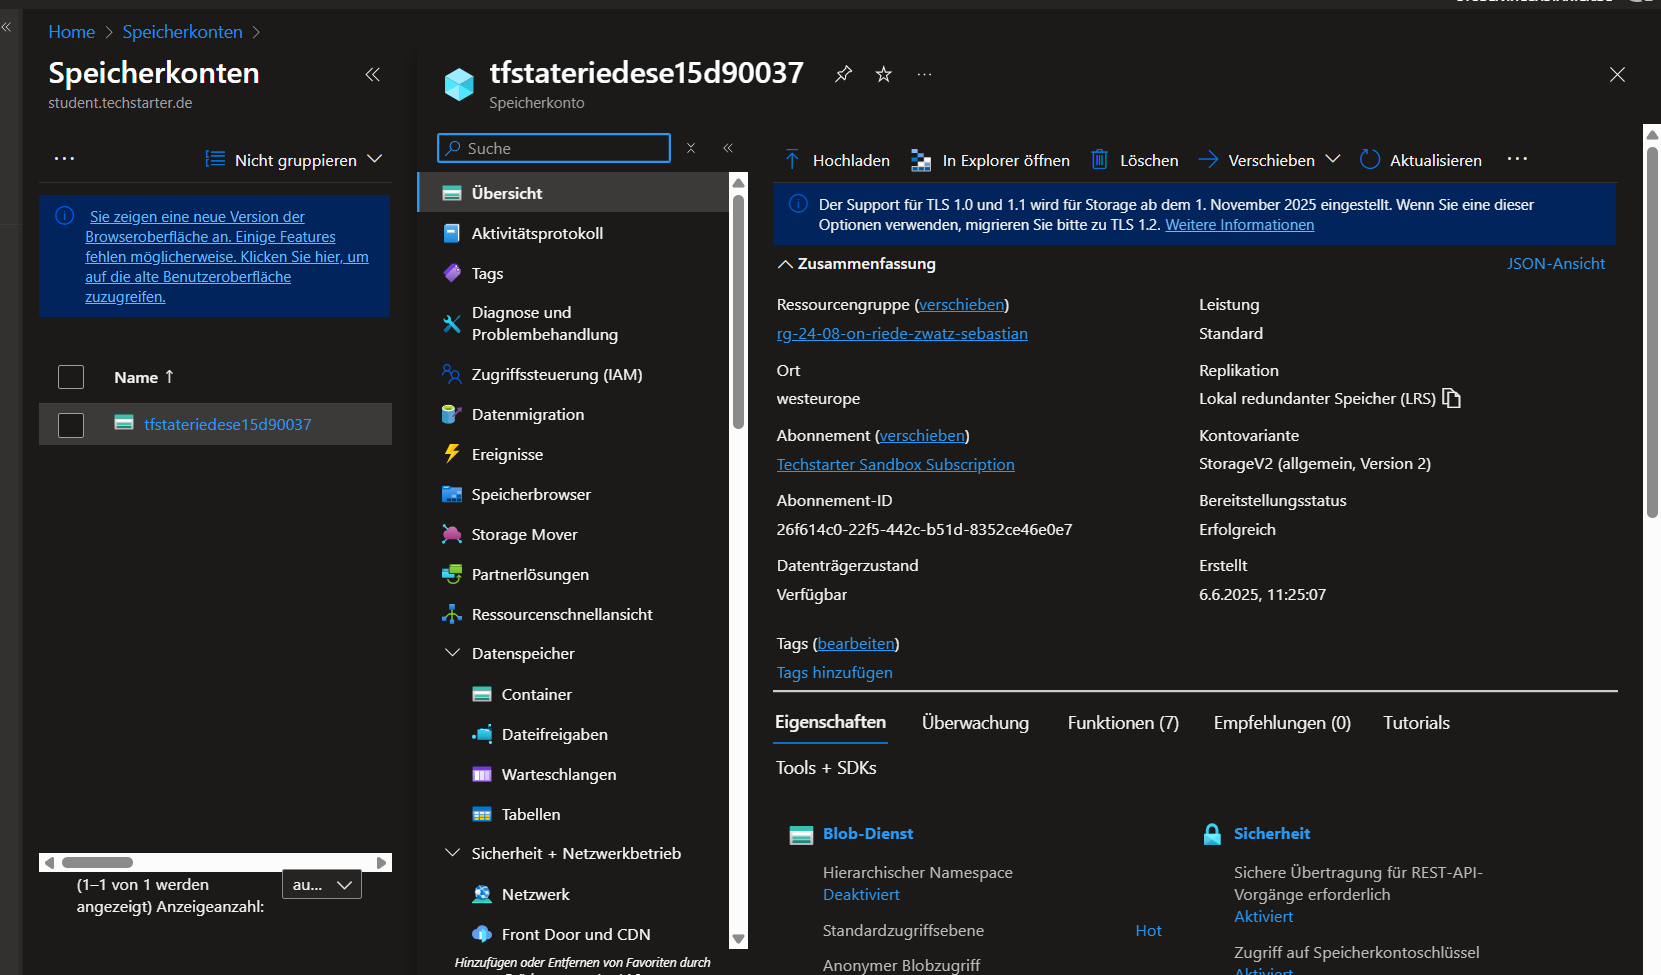 Home > Speicherkonten >
Speicherkonten
student.techstarter.de
Nicht gruppieren
Sie zeigen eine neue Version der
Browseroberfläche an. Einige Features
fehlen möglicherweise. Klicken Sie hier, um
auf die alte Benutzeroberfläche
zuzugreifen.
Name ↑
tfstateriedese15d90037
(1–1 von 1 werden
angezeigt) Anzeigeanzahl:
au...
tfstateriedese15d90037
Speicherkonto
Suche
Übersicht
Aktivitätsprotokoll
Tags
Diagnose und
Problembehandlung
Zugriffssteuerung (IAM)
Datenmigration
Ereignisse
Speicherbrowser
Storage Mover
Partnerlösungen
Ressourcenschnellansicht
Datenspeicher
Container
Dateifreigaben
Warteschlangen
Tabellen
Sicherheit + Netzwerkbetrieb
Netzwerk
Front Door und CDN
Hinzufügen oder Entfernen von Favoriten durch
Hochladen
In Explorer öffnen
Löschen
Verschieben
Aktualisieren
Der Support für TLS 1.0 und 1.1 wird für Storage ab dem 1. November 2025 eingestellt. Wenn Sie eine dieser
Optionen verwenden, migrieren Sie bitte zu TLS 1.2. Weitere Informationen
Zusammenfassung
JSON-Ansicht
Ressourcengruppe (verschieben)
rg-24-08-on-riede-zwatz-sebastian
Ort
westeurope
Abonnement (verschieben)
Techstarter Sandbox Subscription
Abonnement-ID
26f614c0-22f5-442c-b51d-8352ce46e0e7
Datenträgerzustand
Verfügbar
Leistung
Standard
Replikation
Lokal redundanter Speicher (LRS)
Kontovariante
StorageV2 (allgemein, Version 2)
Bereitstellungsstatus
Erfolgreich
Erstellt
6.6.2025, 11:25:07
Tags (bearbeiten)
Tags hinzufügen
Eigenschaften
Überwachung
Funktionen (7)
Empfehlungen (0)
Tutorials
Tools + SDKs
Blob-Dienst
Hierarchischer Namespace
Deaktiviert
Standardzugriffsebene
Hot
Anonymer Blobzugriff
Sicherheit
Sichere Übertragung für REST-API-
Vorgänge erforderlich
Aktiviert
Zugriff auf Speicherkontoschlüssel
Aktiviert